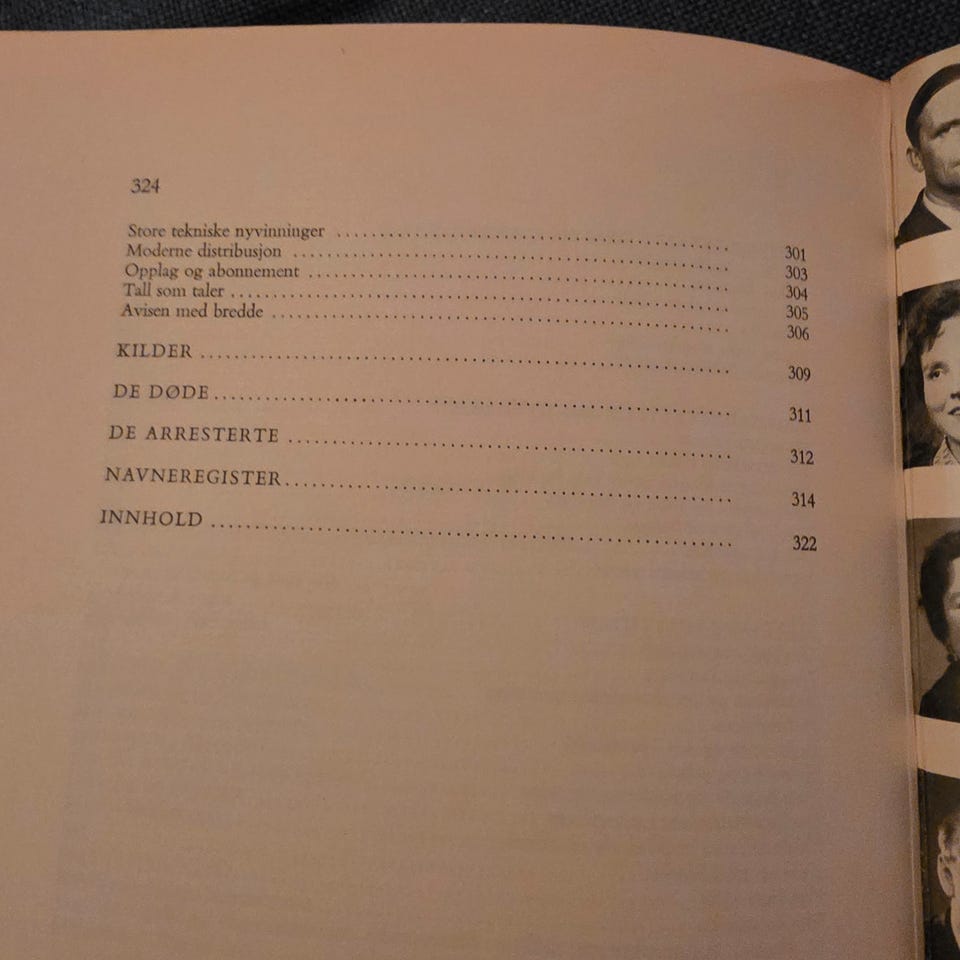 324
Store tekniske nyvinninger ........................................ 301
Moderne distribusjon ........................................ 303
Opplag og abonnement ........................................ 304
Tall som taler ........................................ 305
Avisen med bredde ........................................ 306
KILDER ........................................ 309
DE DØDE ........................................ 311
DE ARRESTERTE ........................................ 312
NAVNEREGISTER ........................................ 314
INNHOLD ........................................ 322